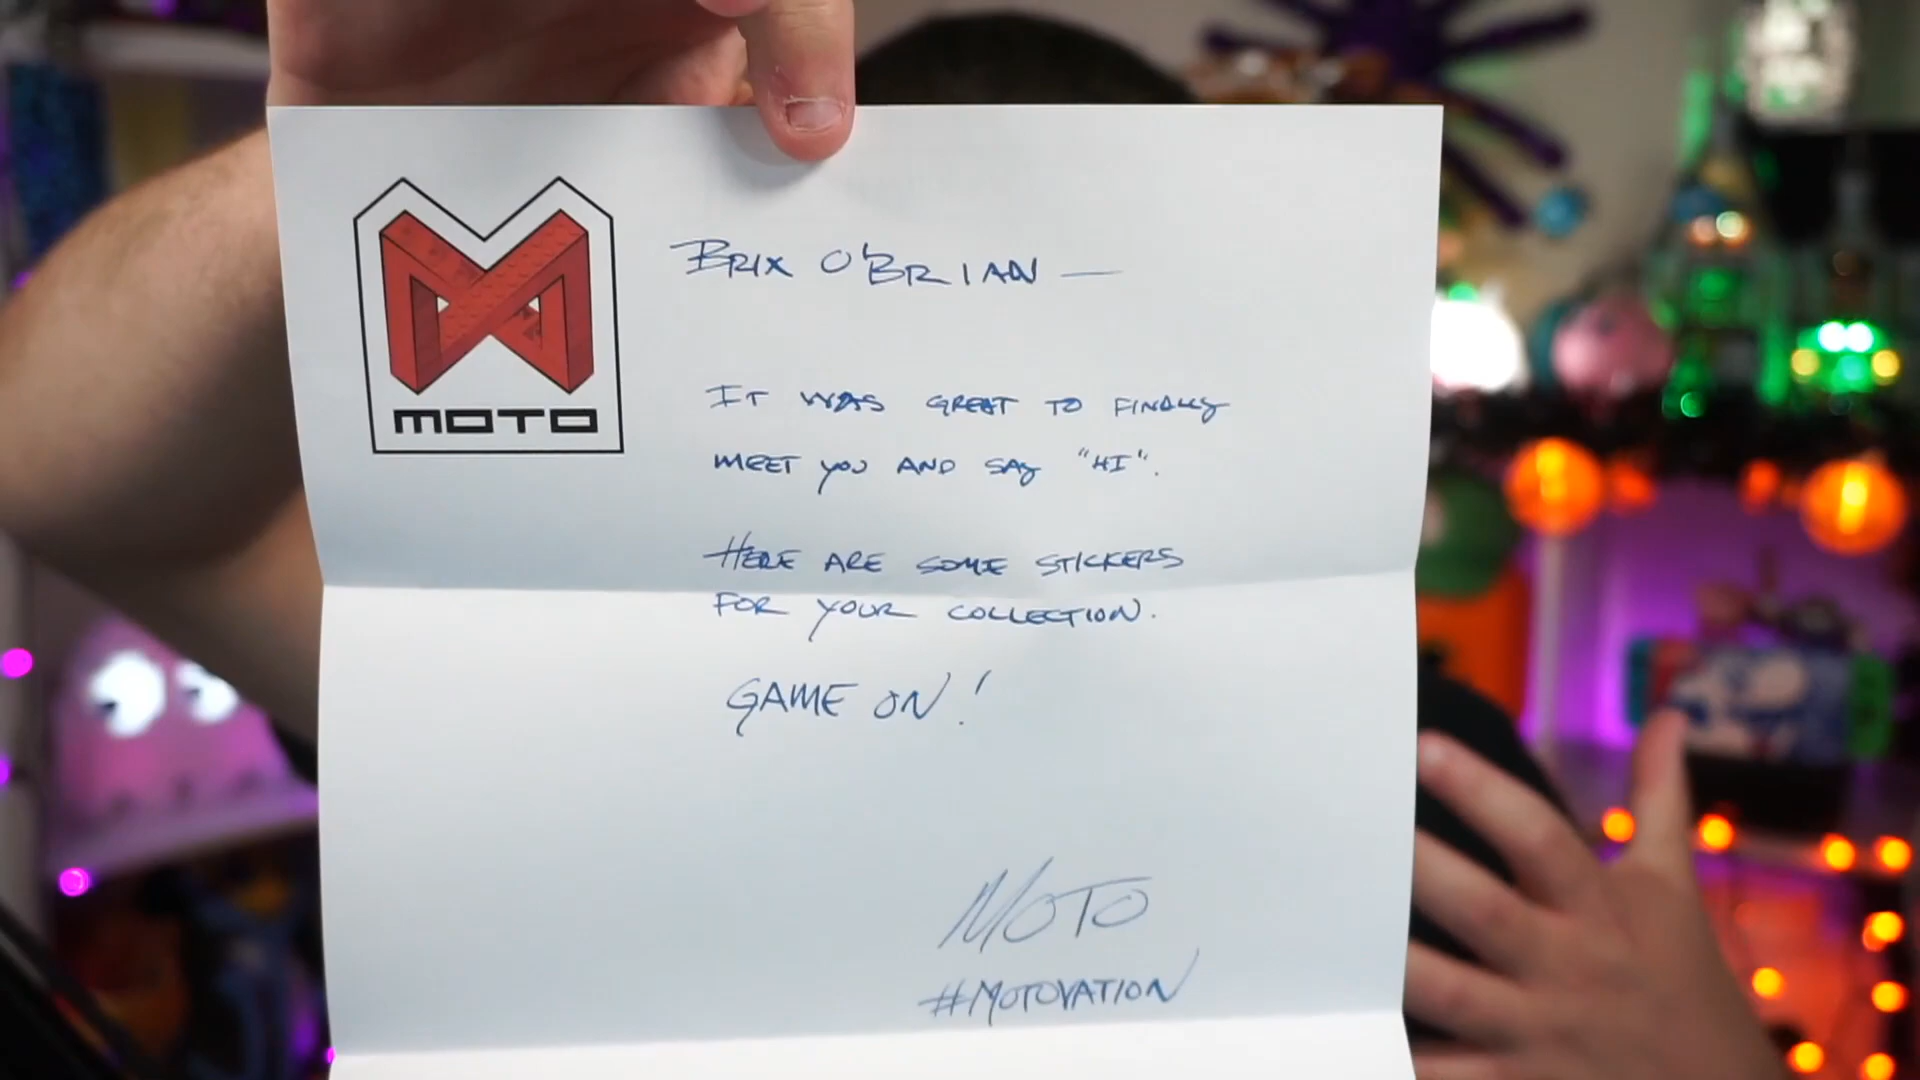 MOTO
BRIX O'BRIAN —
IT WAS GREAT TO FINALLY
MEET YOU AND SAY "HI".
HERE ARE SOME STICKERS
FOR YOUR COLLECTION.
GAME ON!
MOTO
#MOTOVATION